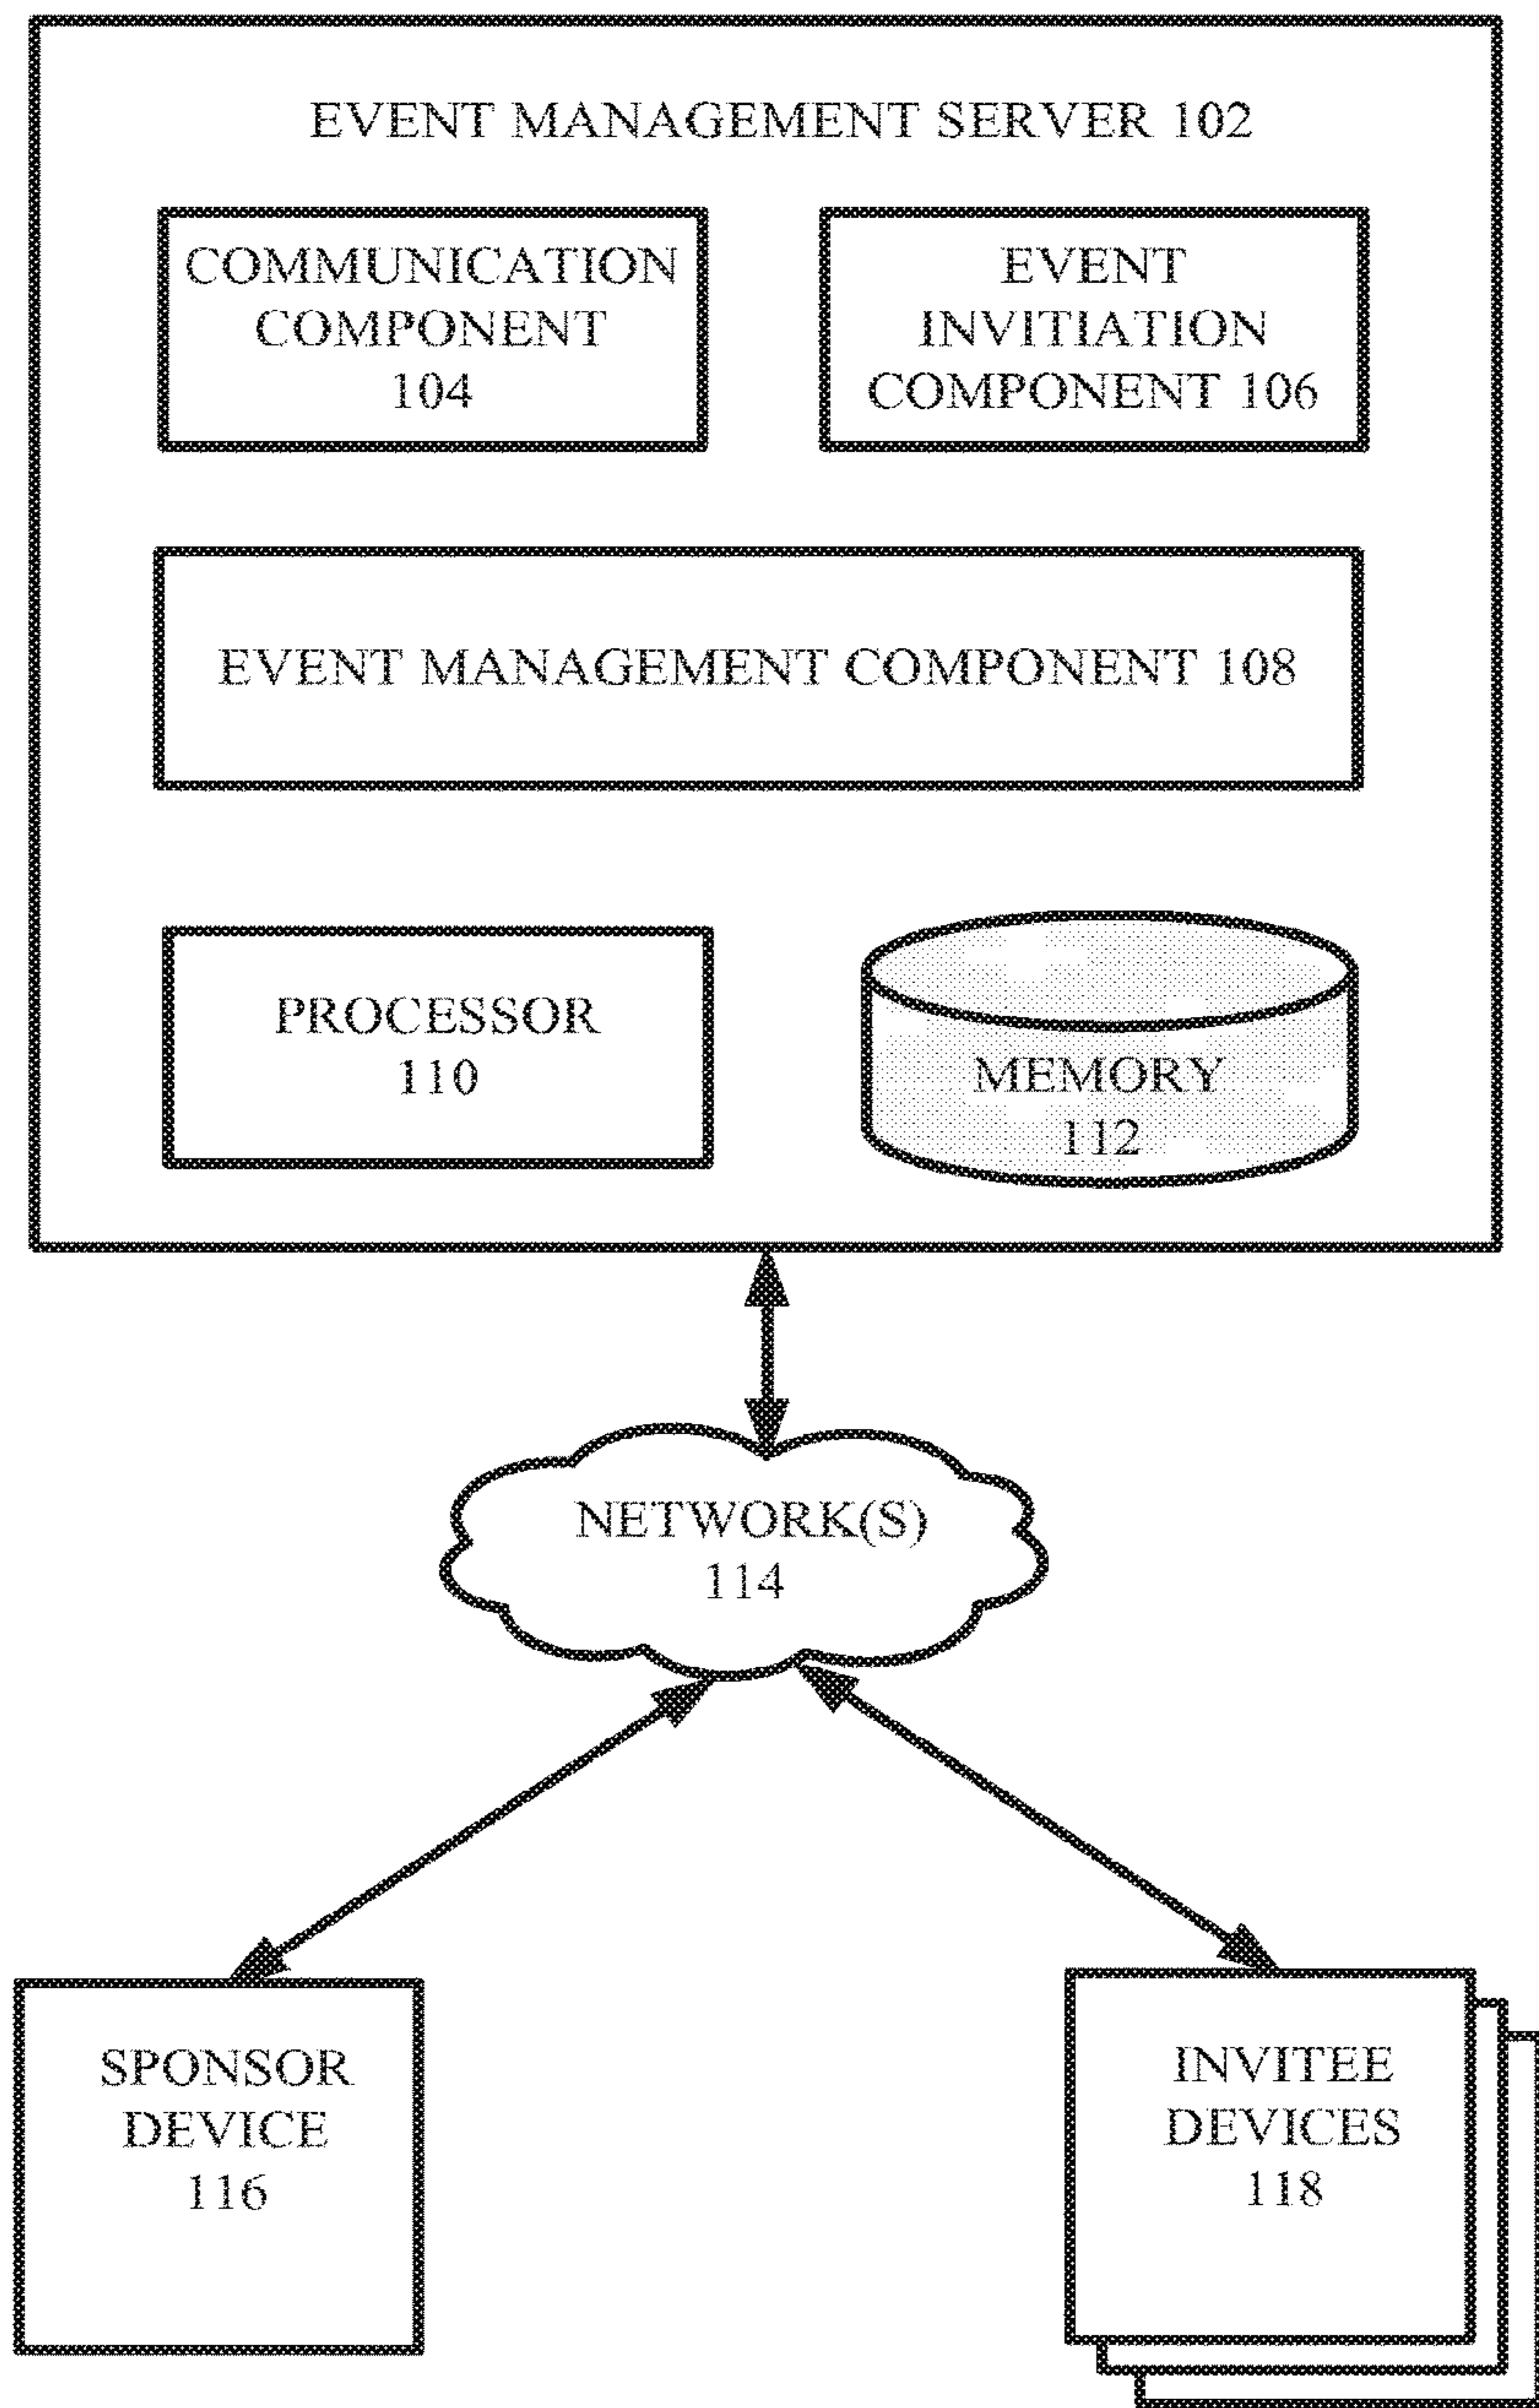 EVENT MANAGEMENT SERVER 102
COMMUNICATION
COMPONENT
104
EVENT
INVITIATION
COMPONENT 106
EVENT MANAGEMENT COMPONENT 108
PROCESSOR
110
MEMORY
112
NETWORK(S)
114
SPONSOR
DEVICE
116
INVITEE
DEVICES
118